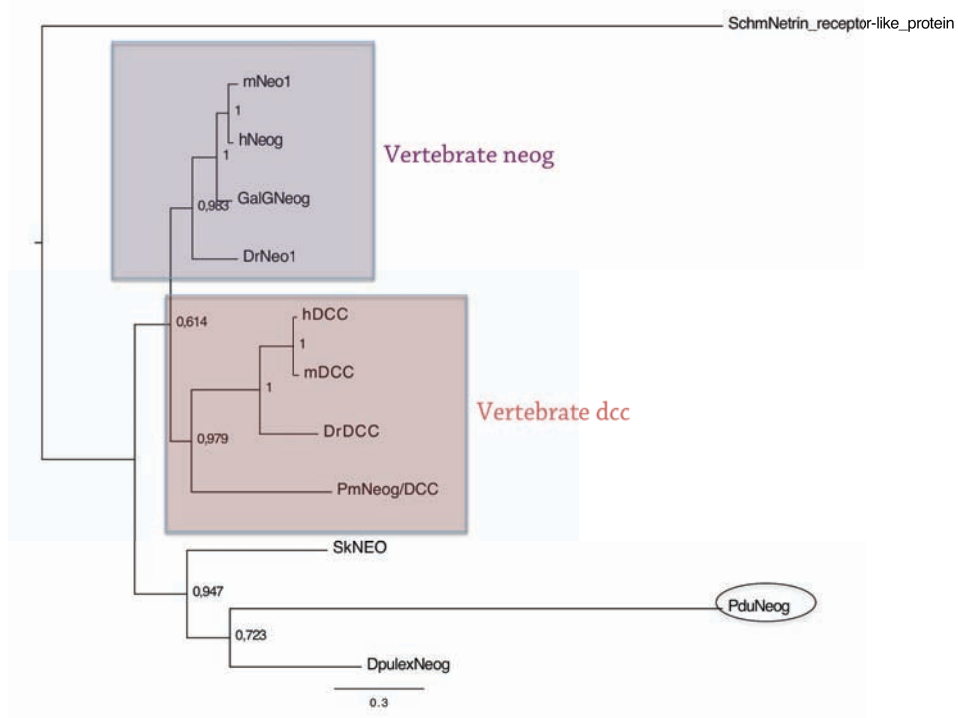 SchmNetrin_receptor-like_protein
mNeo1
1
hNeog
1
Vertebrate neog
GalGNeog
0,983
DrNeo1
hDCC
0,614
1
mDCC
1
Vertebrate dcc
DrDCC
0,979
PmNeog/DCC
SkNEO
0,947
PduNeog
0,723
DpulexNeog
0.3